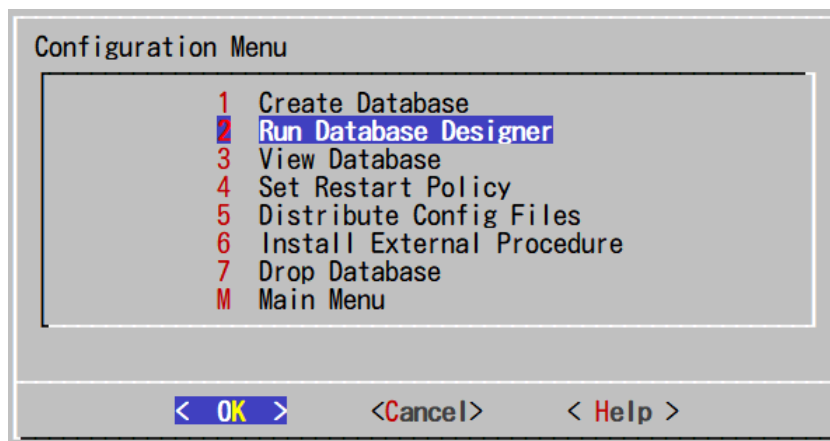 Configuration Menu
1 Create Database
2 Run Database Designer
3 View Database
4 Set Restart Policy
5 Distribute Config Files
6 Install External Procedure
7 Drop Database
M Main Menu
< OK > <Cancel> < Help >